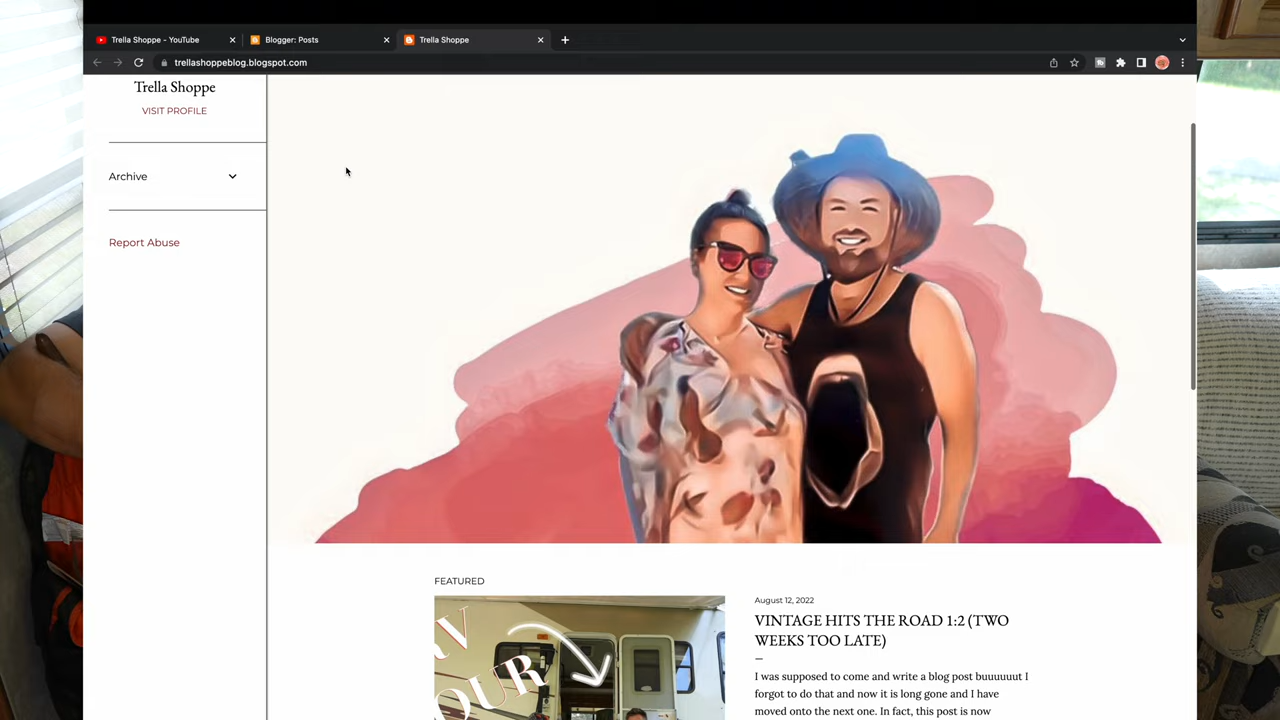 Trella Shoppe - YouTube
Blogger: Posts
Trella Shoppe
trellashoppeblog.blogspot.com
Trella Shoppe
VISIT PROFILE
Archive
Report Abuse
FEATURED
RV
OUR
August 12, 2022
VINTAGE HITS THE ROAD 1:2 (TWO
WEEKS TOO LATE)
I was supposed to come and write a blog post buuuuuut I
forgot to do that and now it is long gone and I have
moved onto the next one. In fact, this post is now